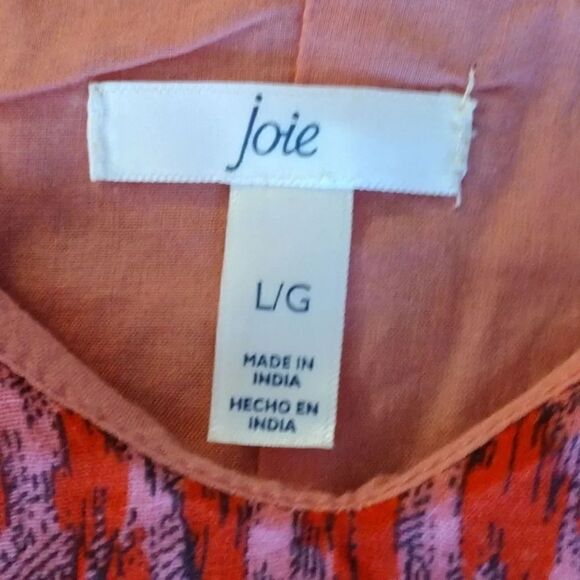 joie
L/G
MADE IN
INDIA
HECHO EN
INDIA